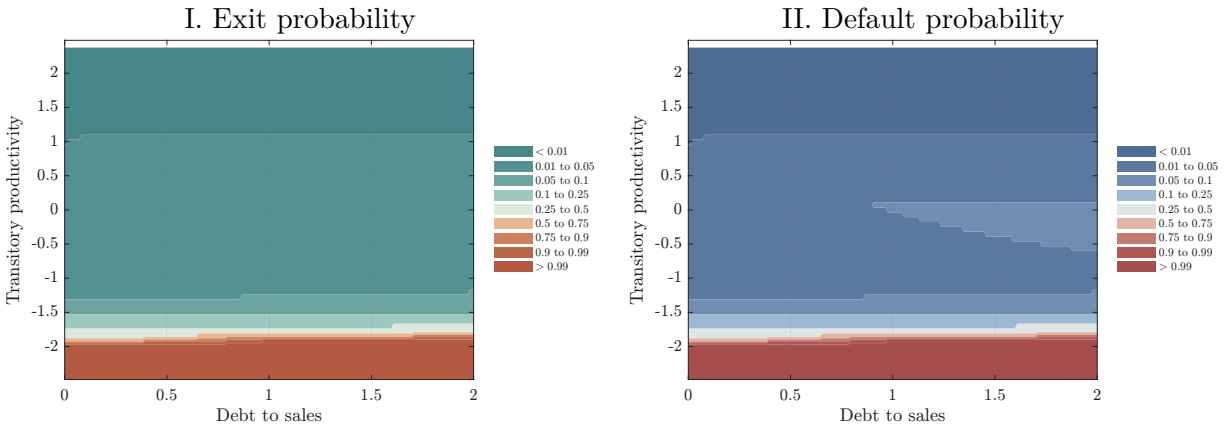 I. Exit probability
Transitory productivity
2
1.5
1
0.5
0
-0.5
-1
-1.5
-2
0
0.5
1
1.5
2
Debt to sales
< 0.01
0.01 to 0.05
0.05 to 0.1
0.1 to 0.25
0.25 to 0.5
0.5 to 0.75
0.75 to 0.9
0.9 to 0.99
> 0.99
II. Default probability
Transitory productivity
2
1.5
1
0.5
0
-0.5
-1
-1.5
-2
0
0.5
1
1.5
2
Debt to sales
< 0.01
0.01 to 0.05
0.05 to 0.1
0.1 to 0.25
0.25 to 0.5
0.5 to 0.75
0.75 to 0.9
0.9 to 0.99
> 0.99